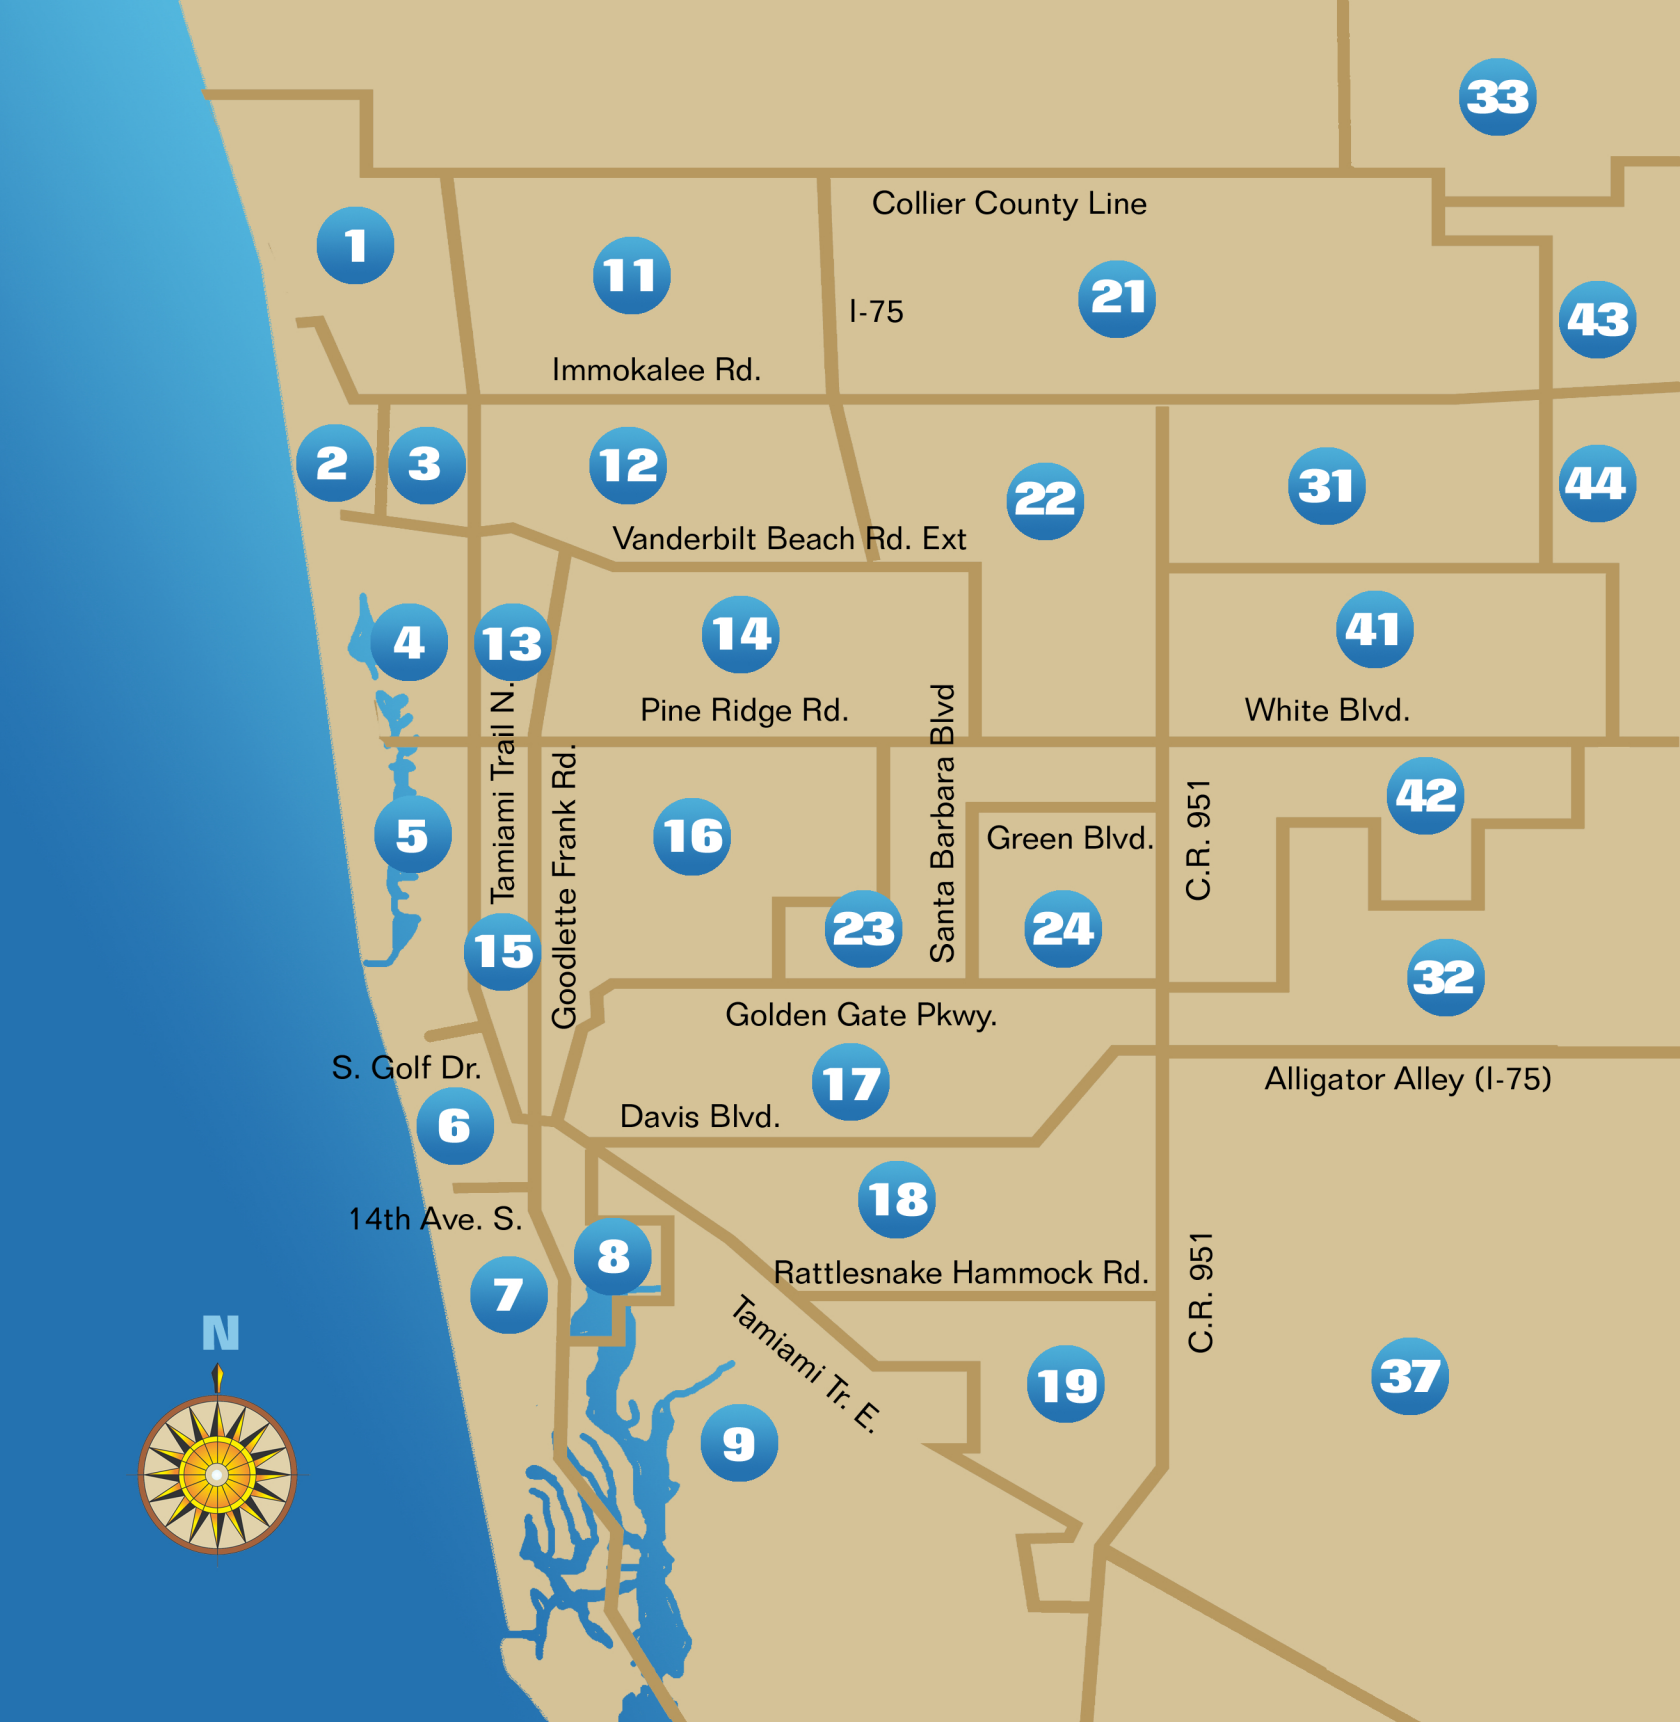 33
Collier County Line
1
11
21
I-75
43
Immokalee Rd.
2
3
12
22
31
44
Vanderbilt Beach Rd. Ext
4
13
14
41
Pine Ridge Rd.
White Blvd.
Tamiami Trail N.
Goodlette Frank Rd.
Santa Barbara Blvd
C.R. 951
42
5
16
Green Blvd.
15
23
24
32
Golden Gate Pkwy.
S. Golf Dr.
17
Alligator Alley (I-75)
6
Davis Blvd.
18
14th Ave. S.
8
Rattlesnake Hammock Rd.
7
C.R. 951
N
Tamiami Tr. E.
19
37
9